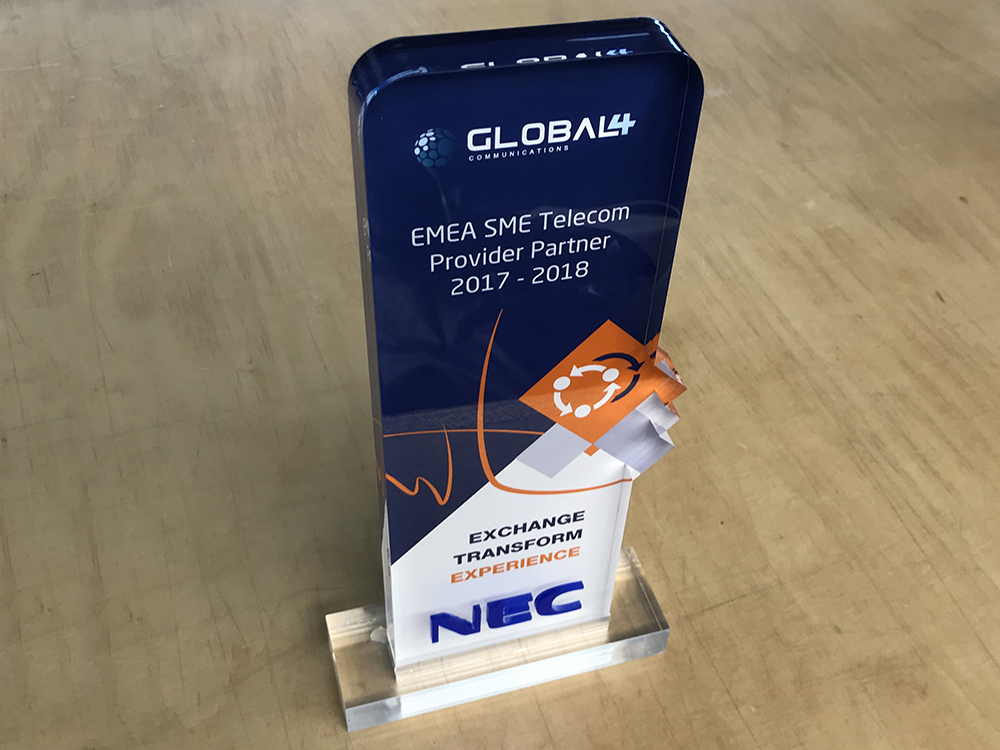 GLOBAL4
COMMUNICATIONS
EMEA SME Telecom
Provider Partner
2017 - 2018
EXCHANGE
TRANSFORM
EXPERIENCE
NEC